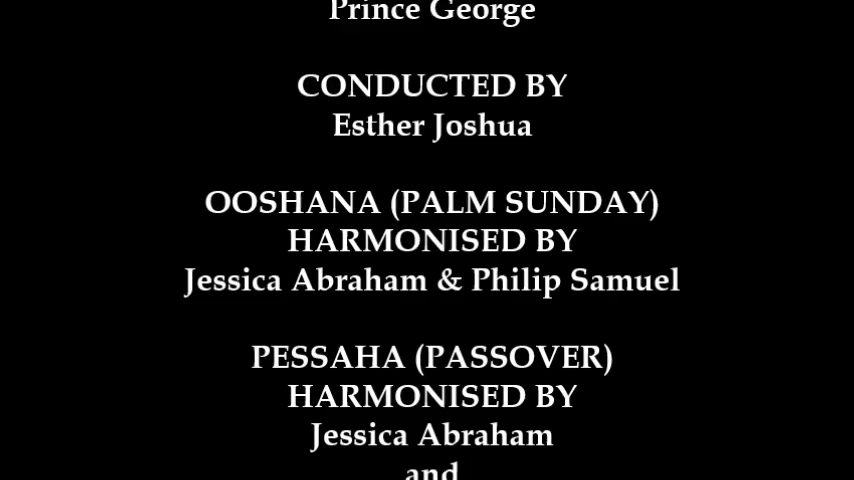 Prince George
CONDUCTED BY
Esther Joshua
OOSHANA (PALM SUNDAY)
HARMONISED BY
Jessica Abraham & Philip Samuel
PESSAHA (PASSOVER)
HARMONISED BY
Jessica Abraham
and